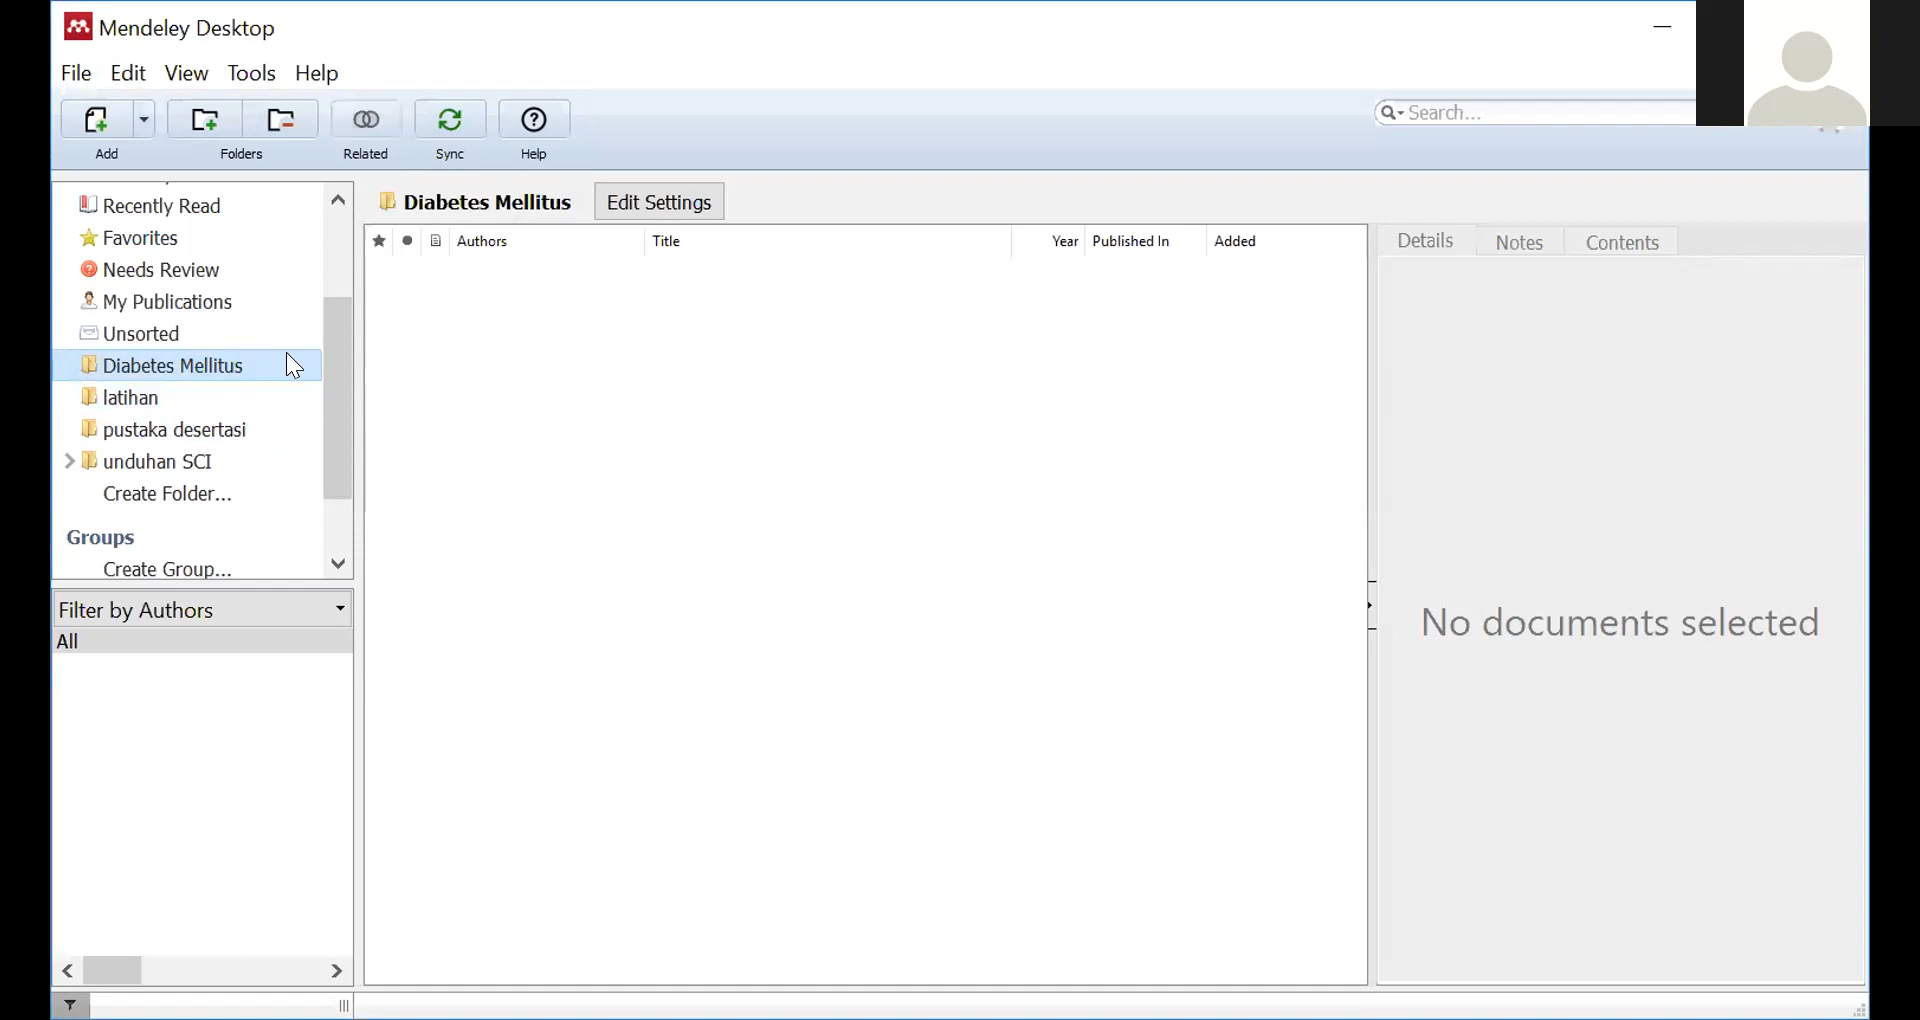 Mendeley Desktop
File Edit View Tools Help
Add Folders Related Sync Help
Search...
Recently Read
Favorites
Needs Review
My Publications
Unsorted
Diabetes Mellitus
latihan
pustaka desertasi
unduhan SCI
Create Folder...
Groups
Create Group...
Filter by Authors
All
Diabetes Mellitus Edit Settings
Authors Title Year Published In Added
Details Notes Contents
No documents selected